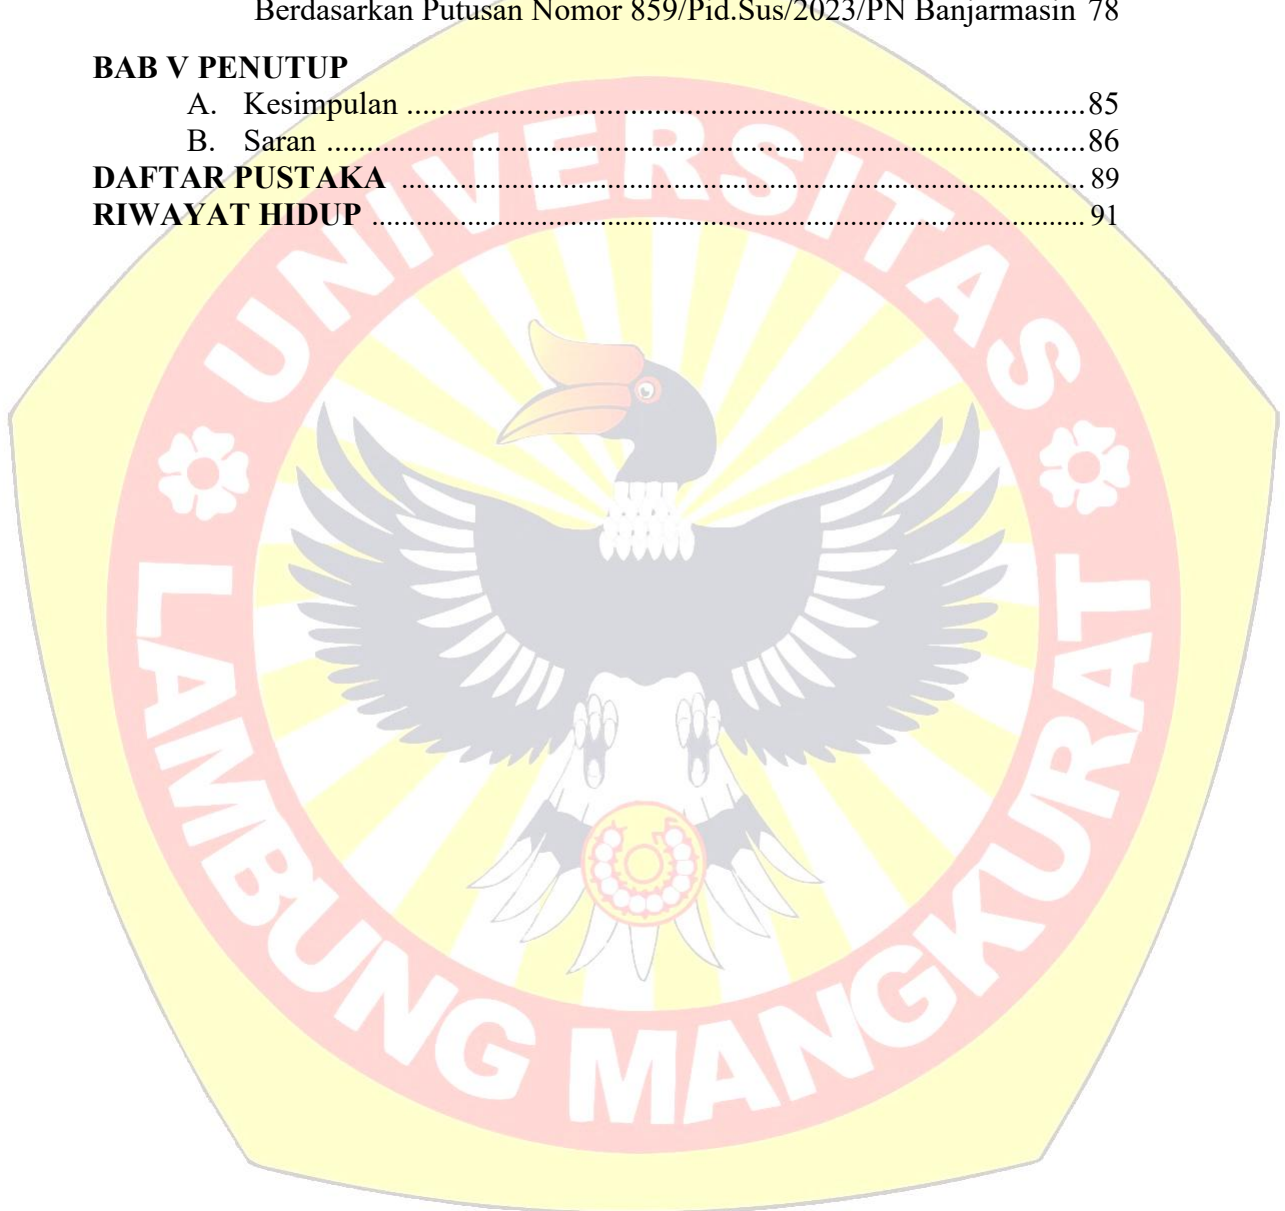 Berdasarkan Putusan Nomor 859/Pid.Sus/2023/PN Banjarmasin 78
BAB V PENUTUP
A. Kesimpulan ....................................................................................85
B. Saran ..............................................................................................86
DAFTAR PUSTAKA ..................................................................................... 89
RIWAYAT HIDUP ........................................................................................ 91
UNIVERSITAS
LAMBUNG MANGKURAT